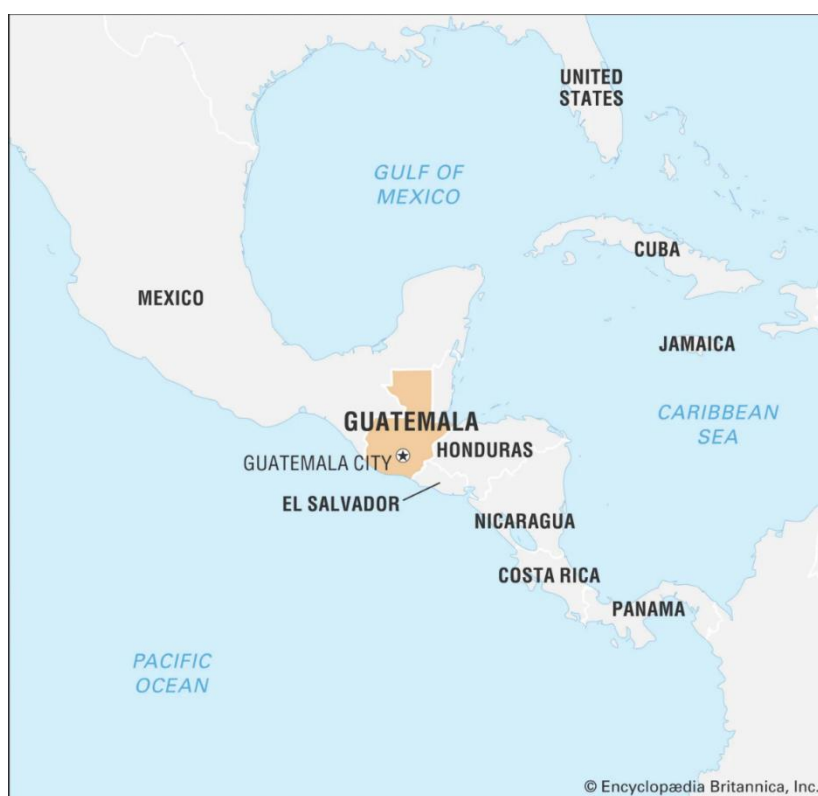 UNITED
STATES
GULF OF
MEXICO
CUBA
MEXICO
JAMAICA
CARIBBEAN
SEA
GUATEMALA
HONDURAS
GUATEMALA CITY
EL SALVADOR
NICARAGUA
COSTA RICA
PANAMA
PACIFIC
OCEAN
© Encyclopædia Britannica, Inc.